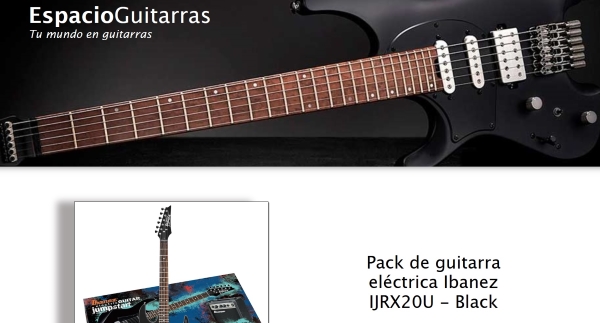 EspacioGuitarras
Tu mundo en guitarras
Ibanez
GUITAR
jumpstart
Pack de guitarra
eléctrica Ibanez
IJRX20U – Black